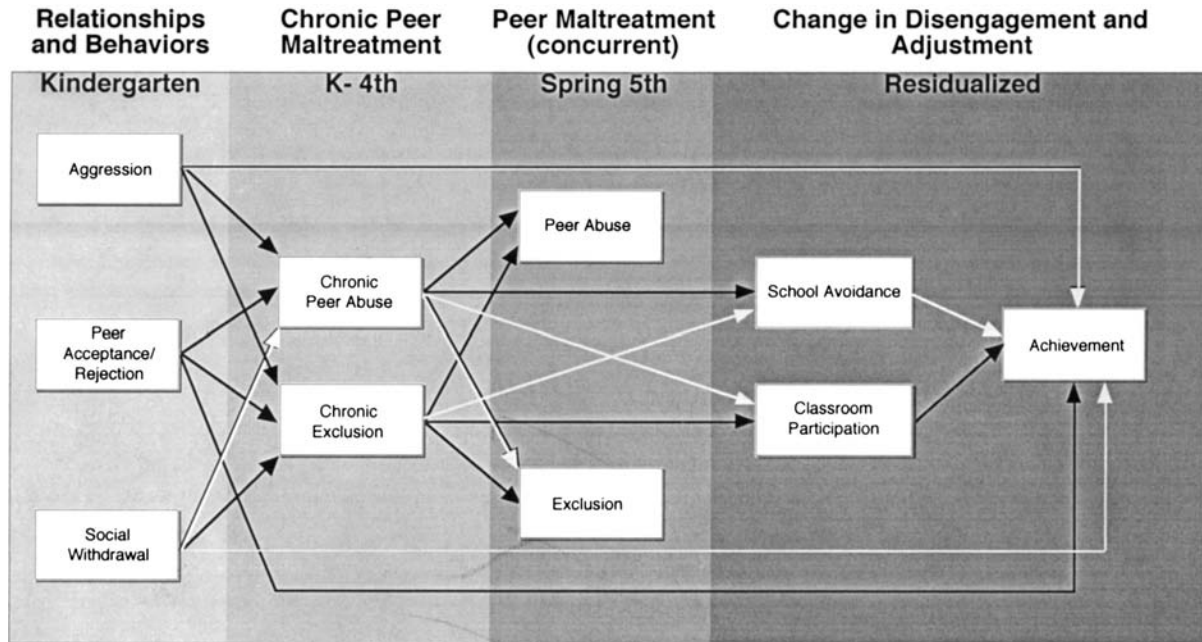 Relationships
and Behaviors
Kindergarten
Chronic Peer
Maltreatment
K- 4th
Peer Maltreatment
(concurrent)
Spring 5th
Change in Disengagement and
Adjustment
Residualized
Aggression
Peer
Acceptance/
Rejection
Social
Withdrawal
Chronic
Peer Abuse
Chronic
Exclusion
Peer Abuse
Exclusion
School Avoidance
Classroom
Participation
Achievement